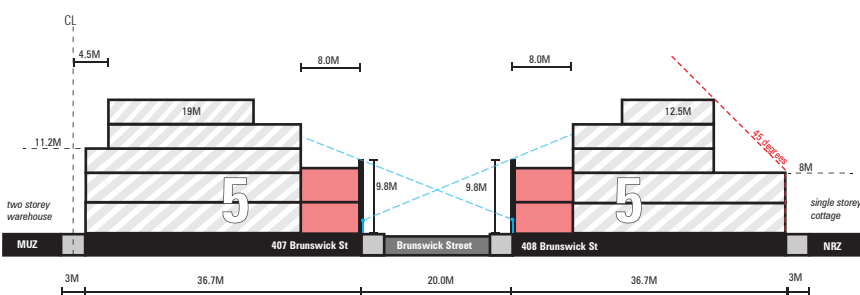 CL
4.5M
8.0M
8.0M
19M
12.5M
45 degrees
11.2M
8M
9.8M
9.8M
5
5
two storey
warehouse
single storey
cottage
MUZ
407 Brunswick St
Brunswick Street
408 Brunswick St
NRZ
3M
36.7M
20.0M
36.7M
3M